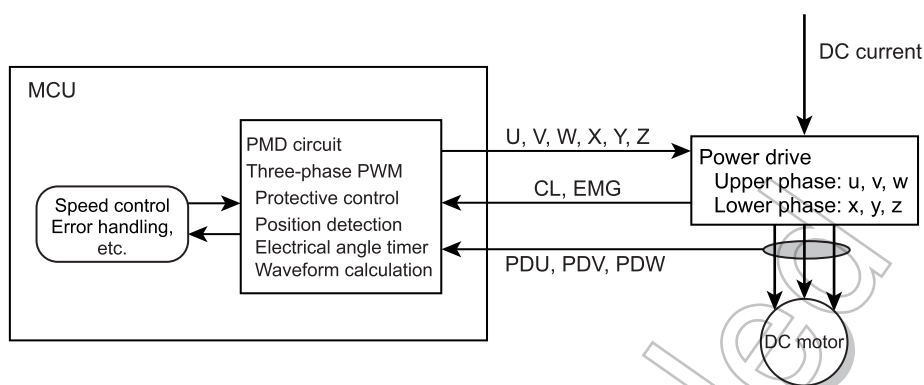 DC current
MCU
PMD circuit
Three-phase PWM
Protective control
Position detection
Electrical angle timer
Waveform calculation
Speed control
Error handling,
etc.
U, V, W, X, Y, Z
CL, EMG
PDU, PDV, PDW
Power drive
Upper phase: u, v, w
Lower phase: x, y, z
DC motor